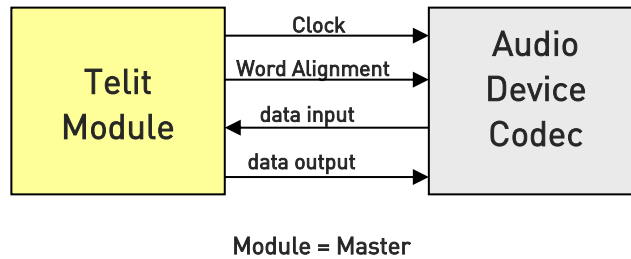 Telit
Module
Clock
Word Alignment
data input
data output
Audio
Device
Codec
Module = Master